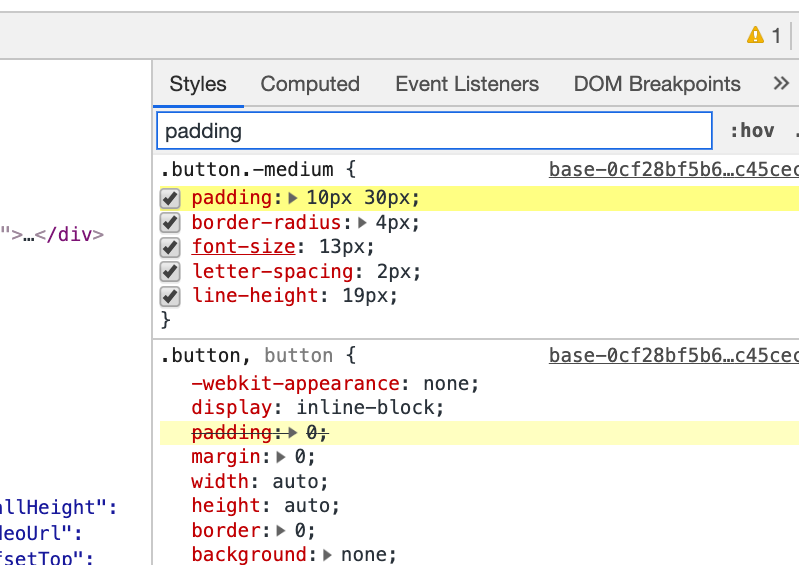 1
Styles Computed Event Listeners DOM Breakpoints »
padding
:hov .
.button.-medium {
base-0cf28bf5b6…c45cec
padding: 10px 30px;
border-radius: 4px;
">…</div>
font-size: 13px;
letter-spacing: 2px;
line-height: 19px;
}
.button, button {
base-0cf28bf5b6…c45cec
-webkit-appearance: none;
display: inline-block;
padding: 0;
margin: 0;
width: auto;
allHeight":
height: auto;
deoUrl":
border: 0;
fsetTop":
background: none;